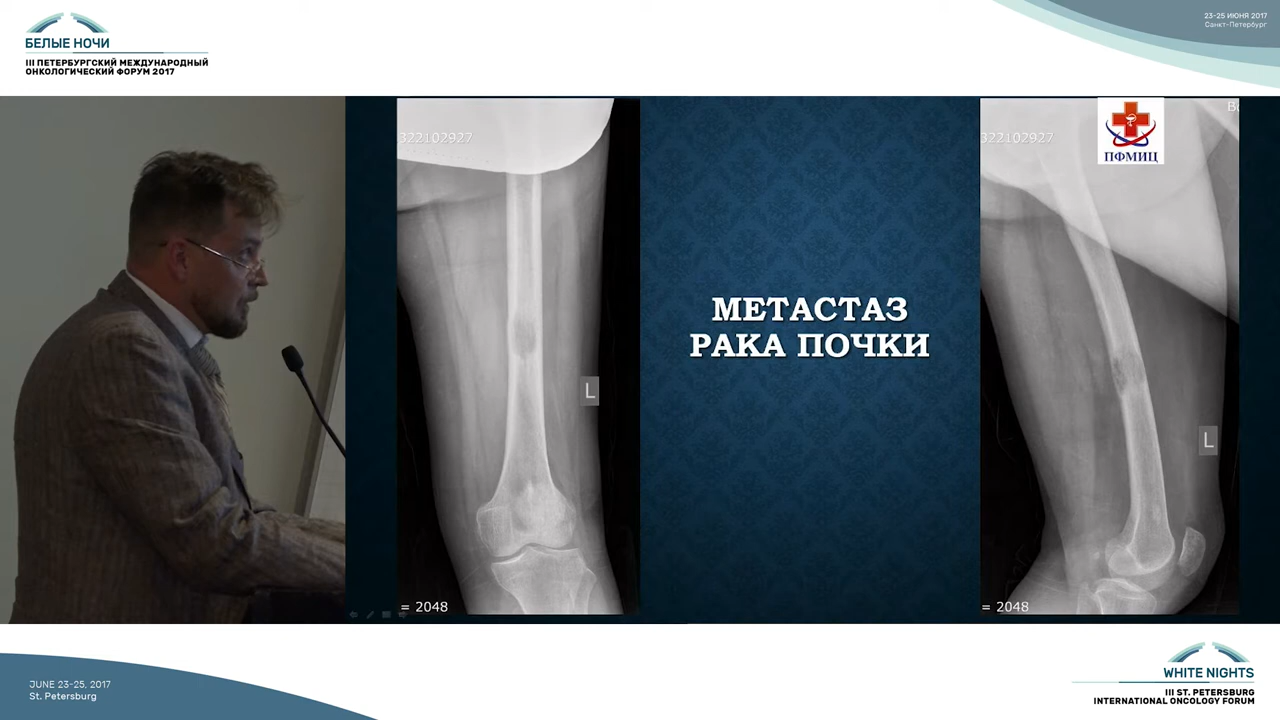 БЕЛЫЕ НОЧИ
III ПЕТЕРБУРГСКИЙ МЕЖДУНАРОДНЫЙ
ОНКОЛОГИЧЕСКИЙ ФОРУМ 2017
23-25 ИЮНЯ 2017
Санкт-Петербург
322102927
L
= 2048
МЕТАСТАЗ
РАКА ПОЧКИ
322102927
ПФМИЦ
L
= 2048
JUNE 23-25, 2017
St. Petersburg
WHITE NIGHTS
III ST. PETERSBURG
INTERNATIONAL ONCOLOGY FORUM